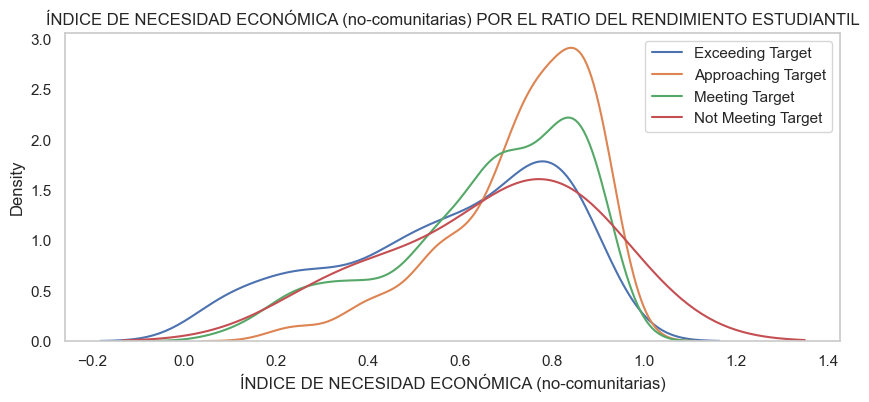 ÍNDICE DE NECESIDAD ECONÓMICA (no-comunitarias) POR EL RATIO DEL RENDIMIENTO ESTUDIANTIL
3.0
2.5
2.0
1.5
1.0
0.5
0.0
Density
Exceeding Target
Approaching Target
Meeting Target
Not Meeting Target
−0.2 0.0 0.2 0.4 0.6 0.8 1.0 1.2 1.4
ÍNDICE DE NECESIDAD ECONÓMICA (no-comunitarias)